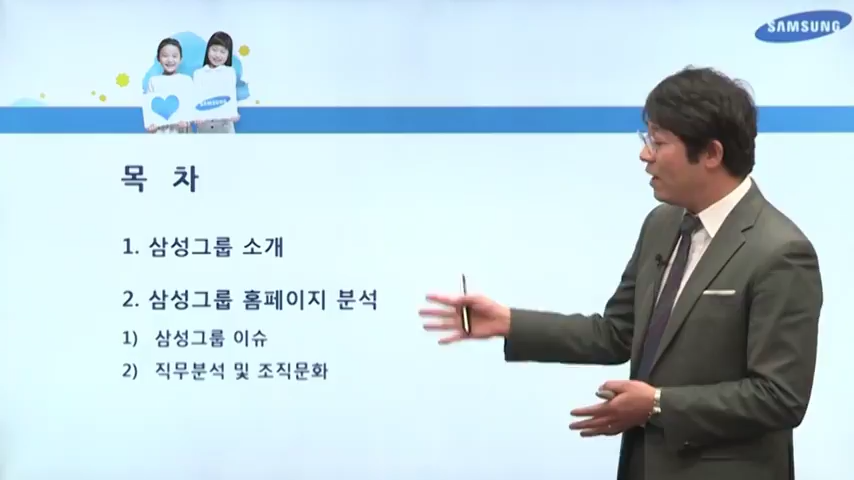 SAMSUNG
SAMSUNG
목 차
1. 삼성그룹 소개
2. 삼성그룹 홈페이지 분석
1) 삼성그룹 이슈
2) 직무분석 및 조직문화